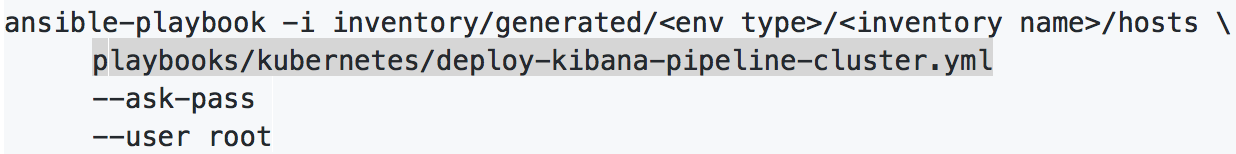 ansible-playbook -i inventory/generated/<env type>/<inventory name>/hosts \
playbooks/kubernetes/deploy-kibana-pipeline-cluster.yml
--ask-pass
--user root